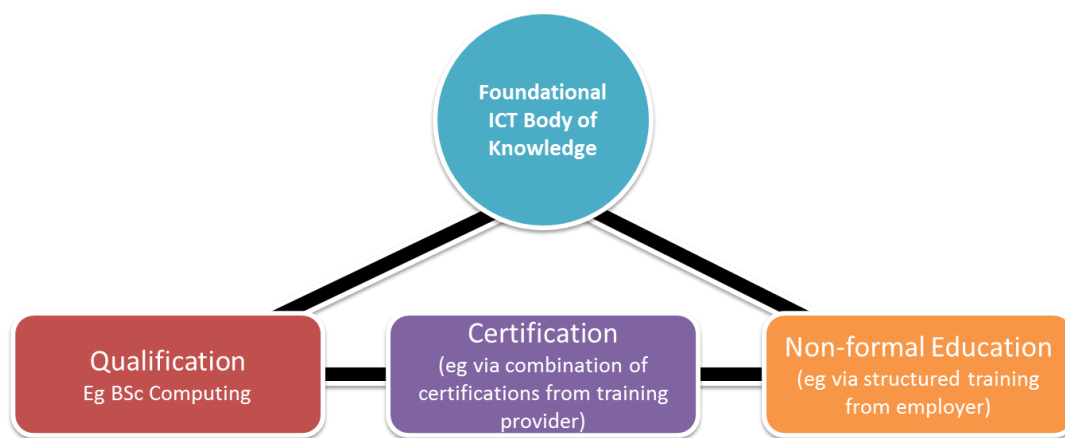 Foundational
ICT Body of
Knowledge
Qualification
Eg BSc Computing
Certification
(eg via combination of
certifications from training
provider)
Non-formal Education
(eg via structured training
from employer)